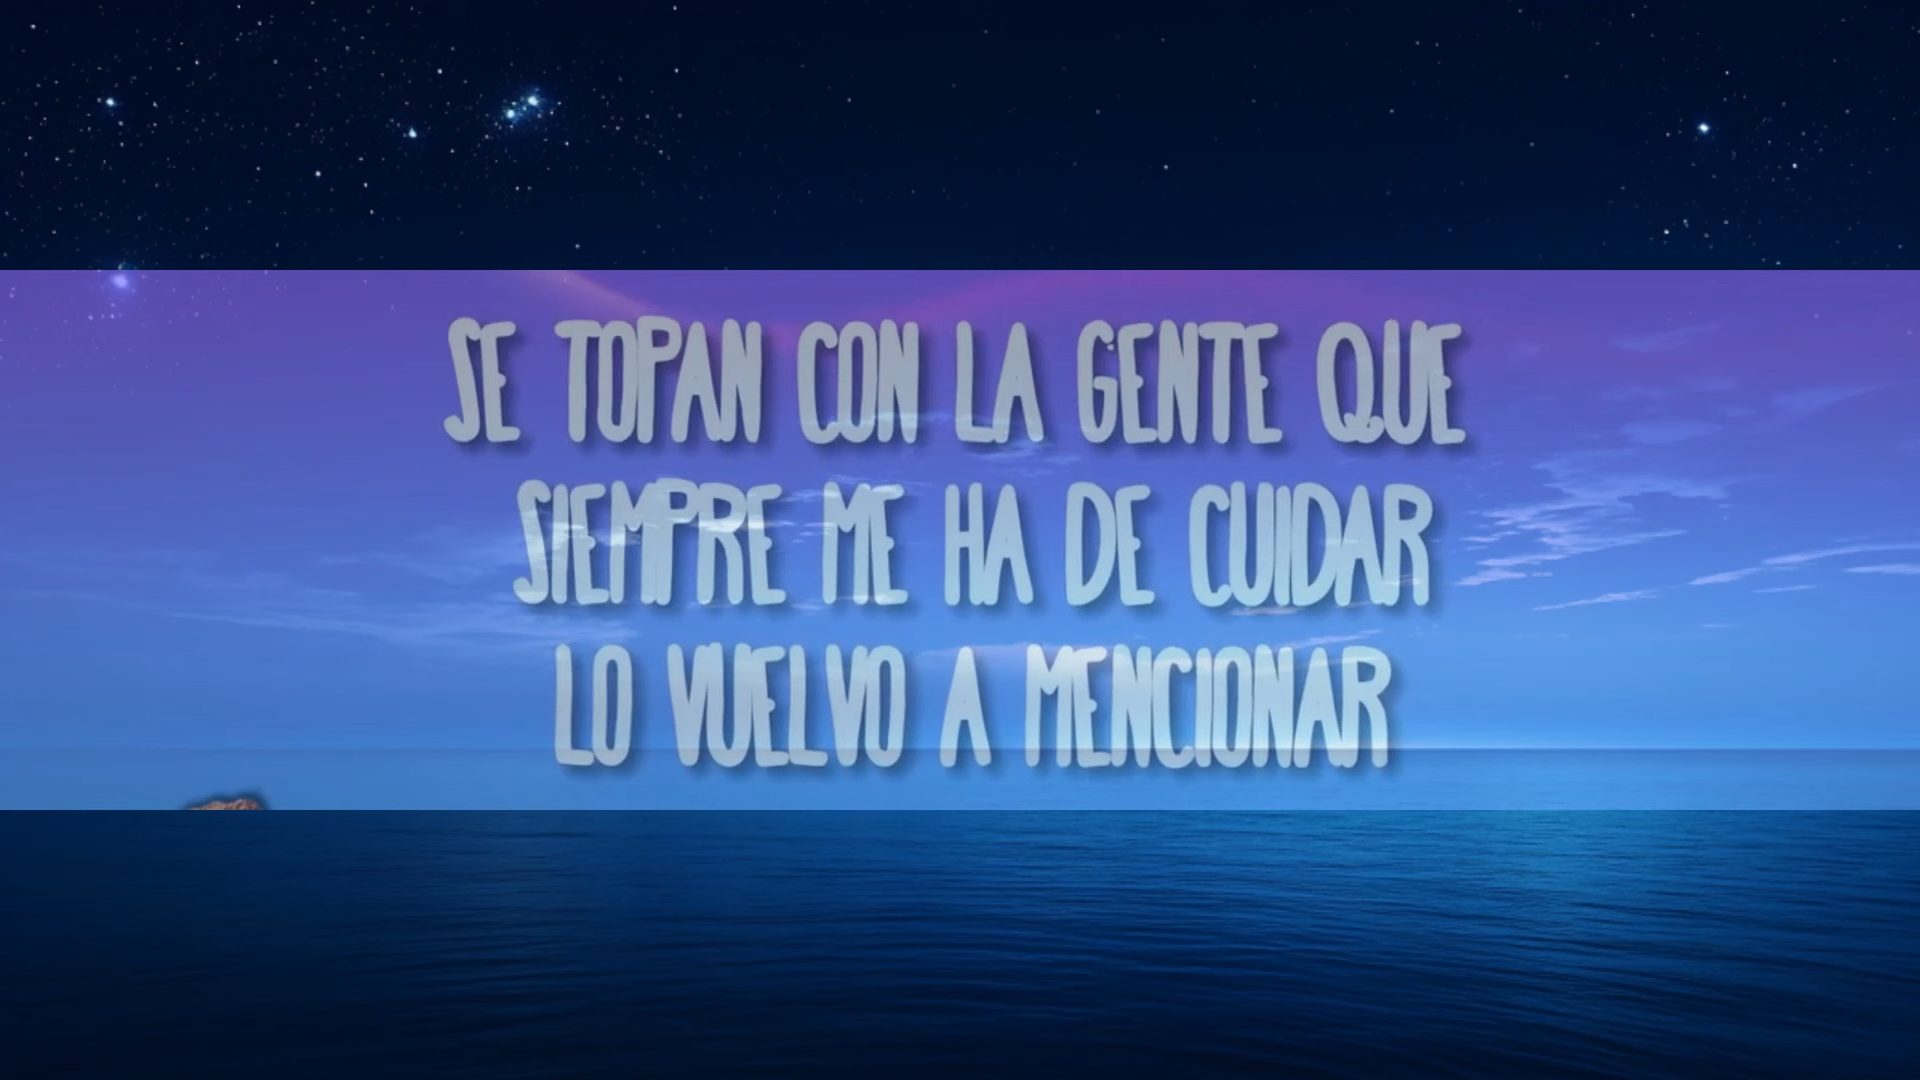 SE TOPAN CON LA GENTE QUE
SIEMPRE ME HA DE CUIDAR
LO VUELVO A MENCIONAR